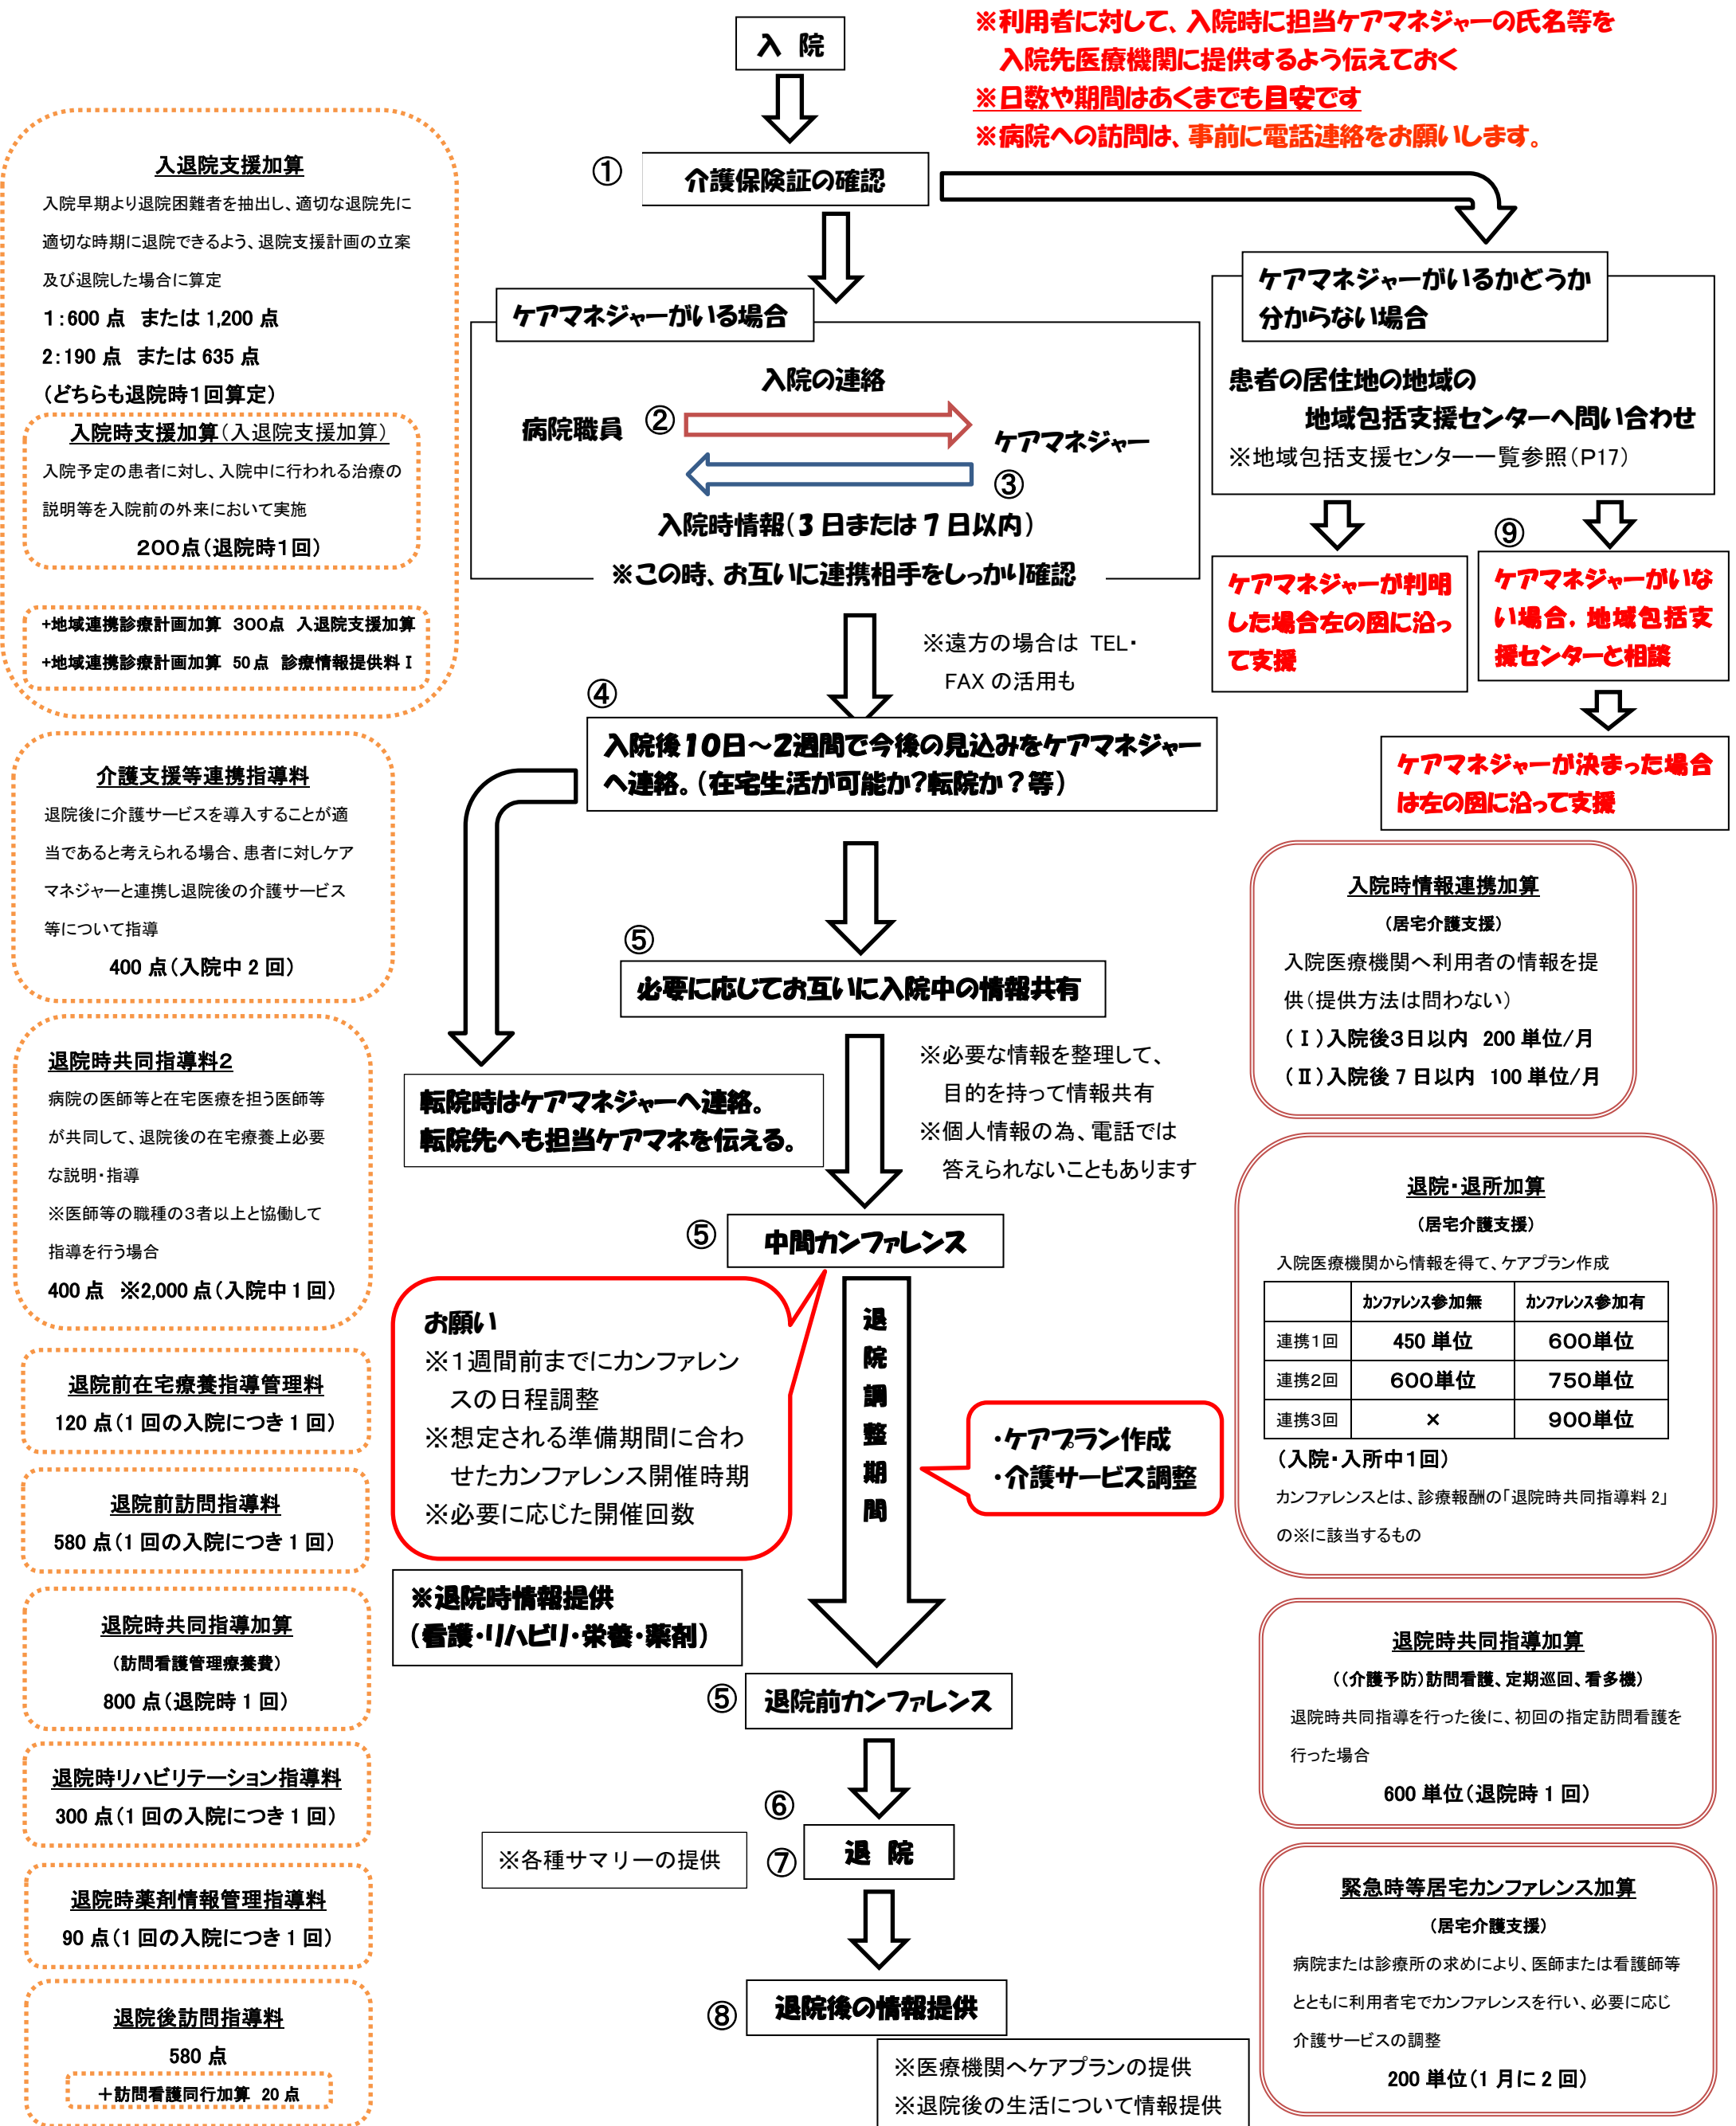 入　院
※利用者に対して、入院時に担当ケアマネジャーの氏名等を
入院先医療機関に提供するよう伝えておく
※日数や期間はあくまでも目安です
※病院への訪問は、事前に電話連絡をお願いします。
①
介護保険証の確認
ケアマネジャーがいる場合
入院の連絡
病院職員
②
ケアマネジャー
③
入院時情報（3日または7日以内）
※この時、お互いに連携相手をしっかり確認
ケアマネジャーがいるかどうか
分からない場合
患者の居住地の地域の
地域包括支援センターへ問い合わせ
※地域包括支援センター一覧参照（P17）
ケアマネジャーが判明
した場合左の図に沿っ
て支援
⑨
ケアマネジャーがいな
い場合，地域包括支
援センターと相談
ケアマネジャーが決まった場合
は左の図に沿って支援
※遠方の場合は TEL・
FAX の活用も
④
入院後10日～2週間で今後の見込みをケアマネジャー
へ連絡。（在宅生活が可能か?転院か？等）
⑤
必要に応じてお互いに入院中の情報共有
転院時はケアマネジャーへ連絡。
転院先へも担当ケアマネを伝える。
※必要な情報を整理して、
目的を持って情報共有
※個人情報の為、電話では
答えられないこともあります
⑤
中間カンファレンス
お願い
※１週間前までにカンファレン
スの日程調整
※想定される準備期間に合わ
せたカンファレンス開催時期
※必要に応じた開催回数
退院調整期間
・ケアプラン作成
・介護サービス調整
※退院時情報提供
（看護・リハビリ・栄養・薬剤）
⑤
退院前カンファレンス
⑥
⑦
退　院
※各種サマリーの提供
⑧
退院後の情報提供
※医療機関へケアプランの提供
※退院後の生活について情報提供
入退院支援加算
入院早期より退院困難者を抽出し、適切な退院先に
適切な時期に退院できるよう、退院支援計画の立案
及び退院した場合に算定
１：600 点　または 1,200 点
2：190 点　または 635 点
（どちらも退院時１回算定）
入院時支援加算（入退院支援加算）
入院予定の患者に対し、入院中に行われる治療の
説明等を入院前の外来において実施
２００点（退院時１回）
+地域連携診療計画加算　３００点　入退院支援加算
+地域連携診療計画加算　50 点　診療情報提供料Ⅰ
介護支援等連携指導料
退院後に介護サービスを導入することが適
当であると考えられる場合、患者に対しケア
マネジャーと連携し退院後の介護サービス
等について指導
400 点（入院中 2 回）
退院時共同指導料２
病院の医師等と在宅医療を担う医師等
が共同して、退院後の在宅療養上必要
な説明・指導
※医師等の職種の３者以上と協働して
指導を行う場合
400 点　※2,000 点（入院中 1 回）
退院前在宅療養指導管理料
120 点（1 回の入院につき 1 回）
退院前訪問指導料
580 点（1 回の入院につき 1 回）
退院時共同指導加算
（訪問看護管理療養費）
800 点（退院時 1 回）
退院時リハビリテーション指導料
300 点（1 回の入院につき 1 回）
退院時薬剤情報管理指導料
90 点（1 回の入院につき 1 回）
退院後訪問指導料
580 点
＋訪問看護同行加算　20 点
入院時情報連携加算
（居宅介護支援）
入院医療機関へ利用者の情報を提
供（提供方法は問わない）
（Ⅰ）入院後３日以内　200 単位/月
（Ⅱ）入院後 7 日以内　100 単位/月
退院・退所加算
（居宅介護支援）
入院医療機関から情報を得て、ケアプラン作成
ｶﾝﾌｧﾚﾝｽ参加無　ｶﾝﾌｧﾚﾝｽ参加有
連携１回　450 単位　６００単位
連携２回　６００単位　７５０単位
連携３回　×　９００単位
（入院・入所中１回）
カンファレンスとは、診療報酬の「退院時共同指導料 2」
の※に該当するもの
退院時共同指導加算
（（介護予防）訪問看護、定期巡回、看多機）
退院時共同指導を行った後に、初回の指定訪問看護を
行った場合
600 単位（退院時 1 回）
緊急時等居宅カンファレンス加算
（居宅介護支援）
病院または診療所の求めにより、医師または看護師等
とともに利用者宅でカンファレンスを行い、必要に応じ
介護サービスの調整
200 単位（1 月に 2 回）